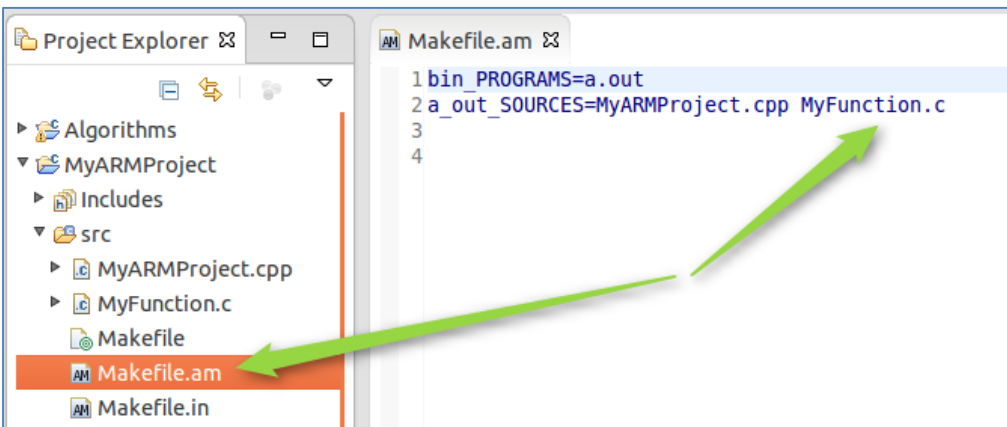 Project Explorer
Algorithms
MyARMProject
Includes
src
MyARMProject.cpp
MyFunction.c
Makefile
Makefile.am
Makefile.in
Makefile.am
1 bin_PROGRAMS=a.out
2 a_out_SOURCES=MyARMProject.cpp MyFunction.c
3
4